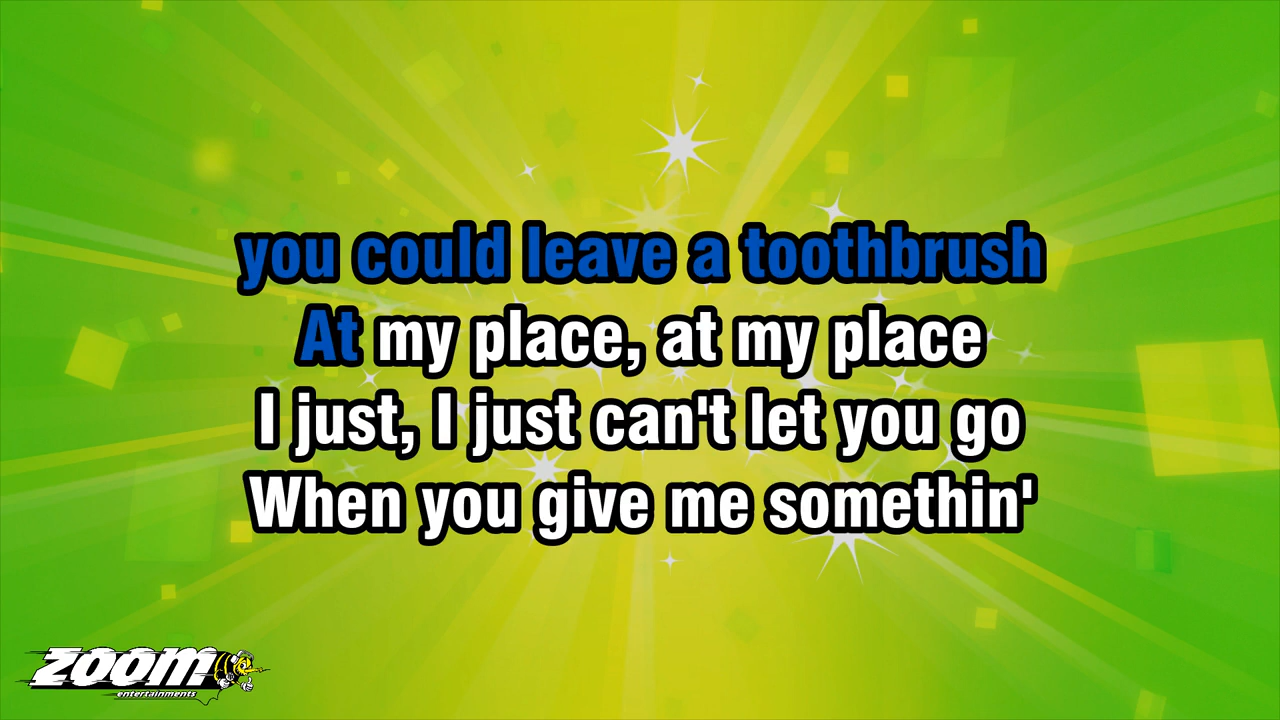 you could leave a toothbrush
At my place, at my place
I just, I just can't let you go
When you give me somethin'
ZOOM
entertainments